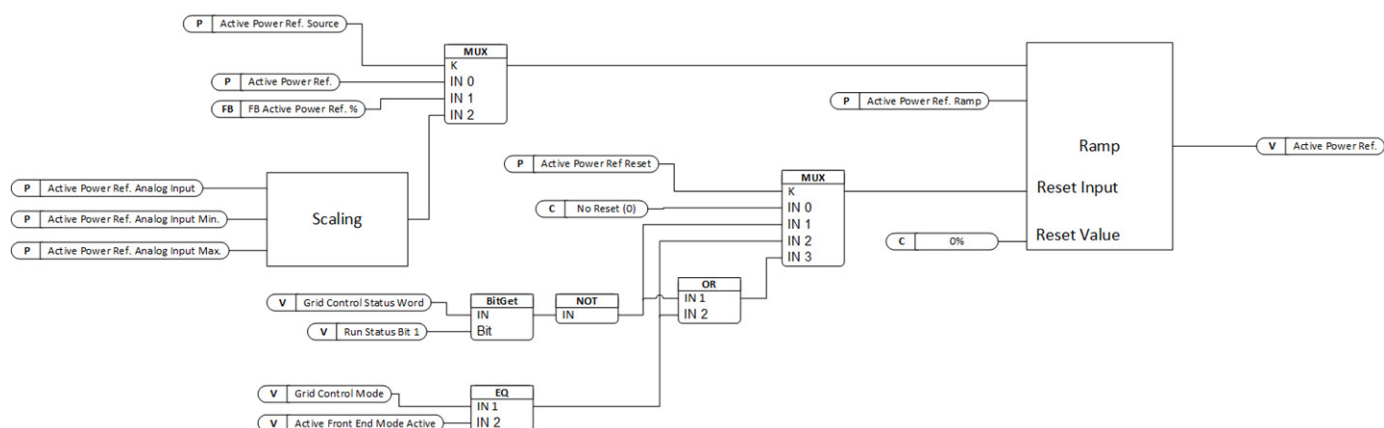 P Active Power Ref. Source
MUX
K
IN 0
IN 1
IN 2
P Active Power Ref.
FB FB Active Power Ref. %
P Active Power Ref. Analog Input
P Active Power Ref. Analog Input Min.
P Active Power Ref. Analog Input Max.
Scaling
P Active Power Ref. Ramp
Ramp
Reset Input
Reset Value
V Active Power Ref.
P Active Power Ref Reset
C No Reset (0)
MUX
K
IN 0
IN 1
IN 2
IN 3
C 0%
V Grid Control Status Word
V Run Status Bit 1
BitGet
IN
Bit
NOT
IN
OR
IN 1
IN 2
V Grid Control Mode
V Active Front End Mode Active
EQ
IN 1
IN 2